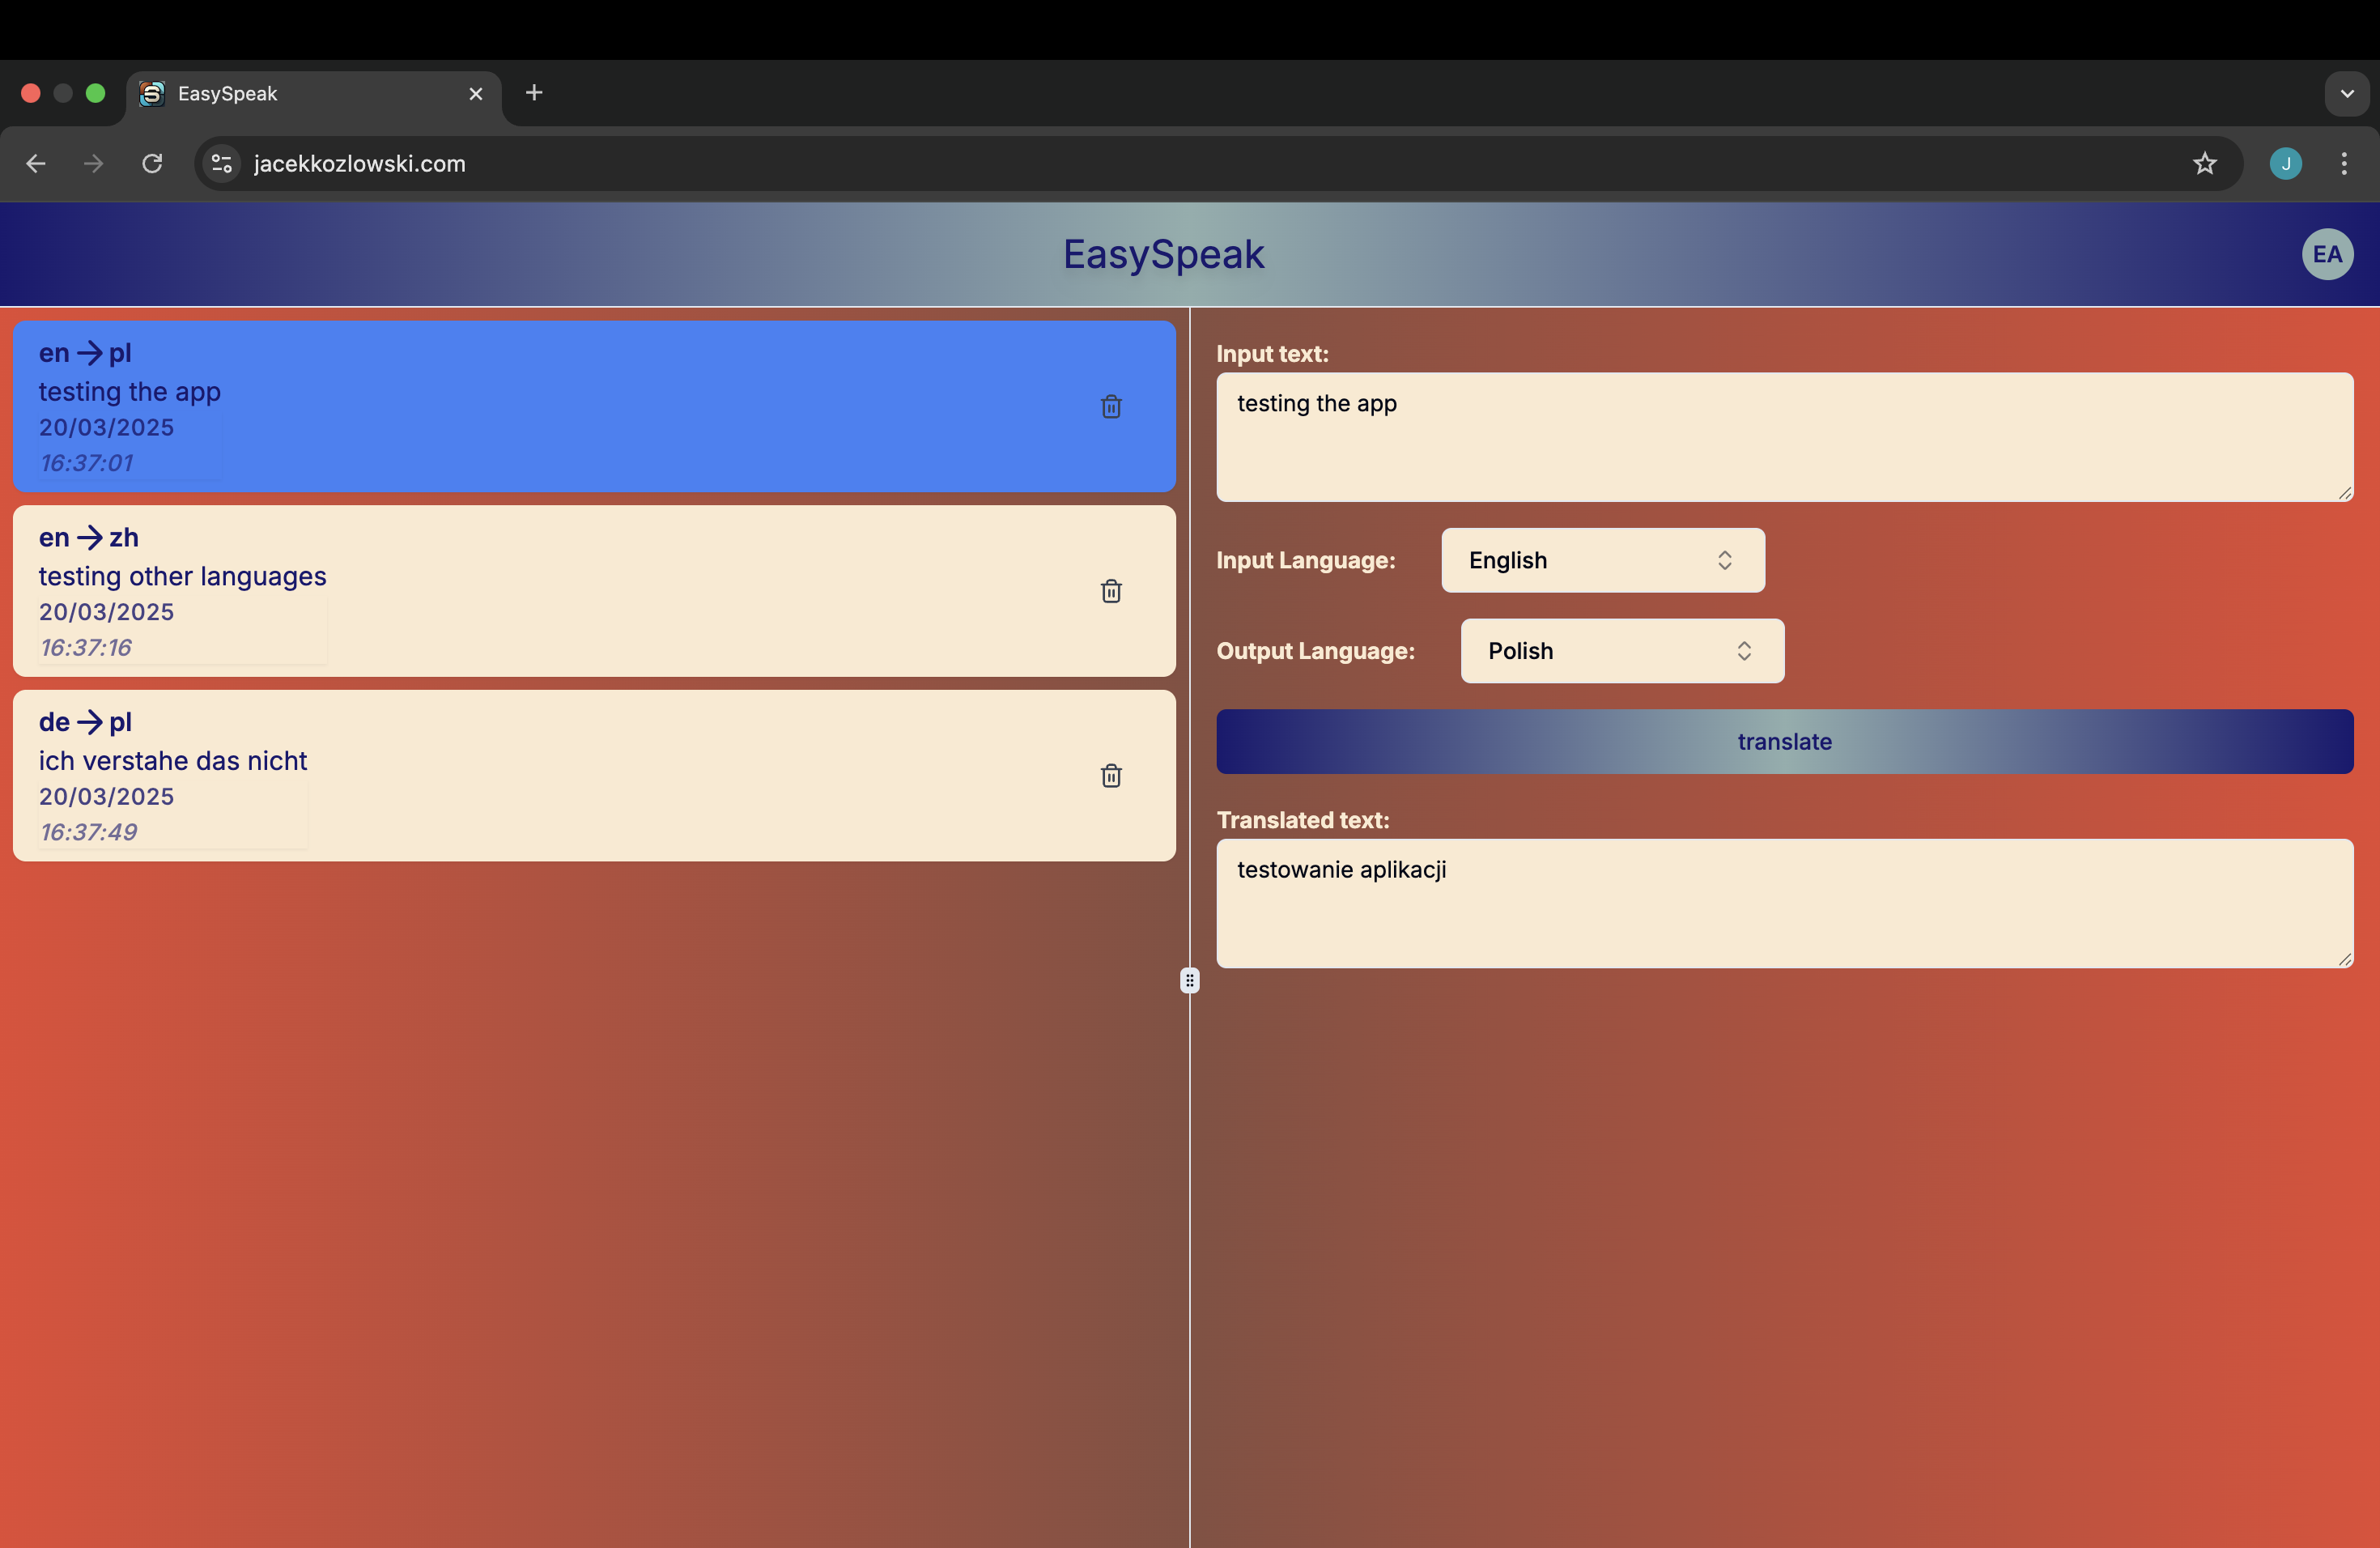 EasySpeak
jacekkozlowski.com
J
EasySpeak
EA
en → pl
testing the app
20/03/2025
16:37:01
en → zh
testing other languages
20/03/2025
16:37:16
de → pl
ich verstahe das nicht
20/03/2025
16:37:49
Input text:
testing the app
Input Language: English
Output Language: Polish
translate
Translated text:
testowanie aplikacji